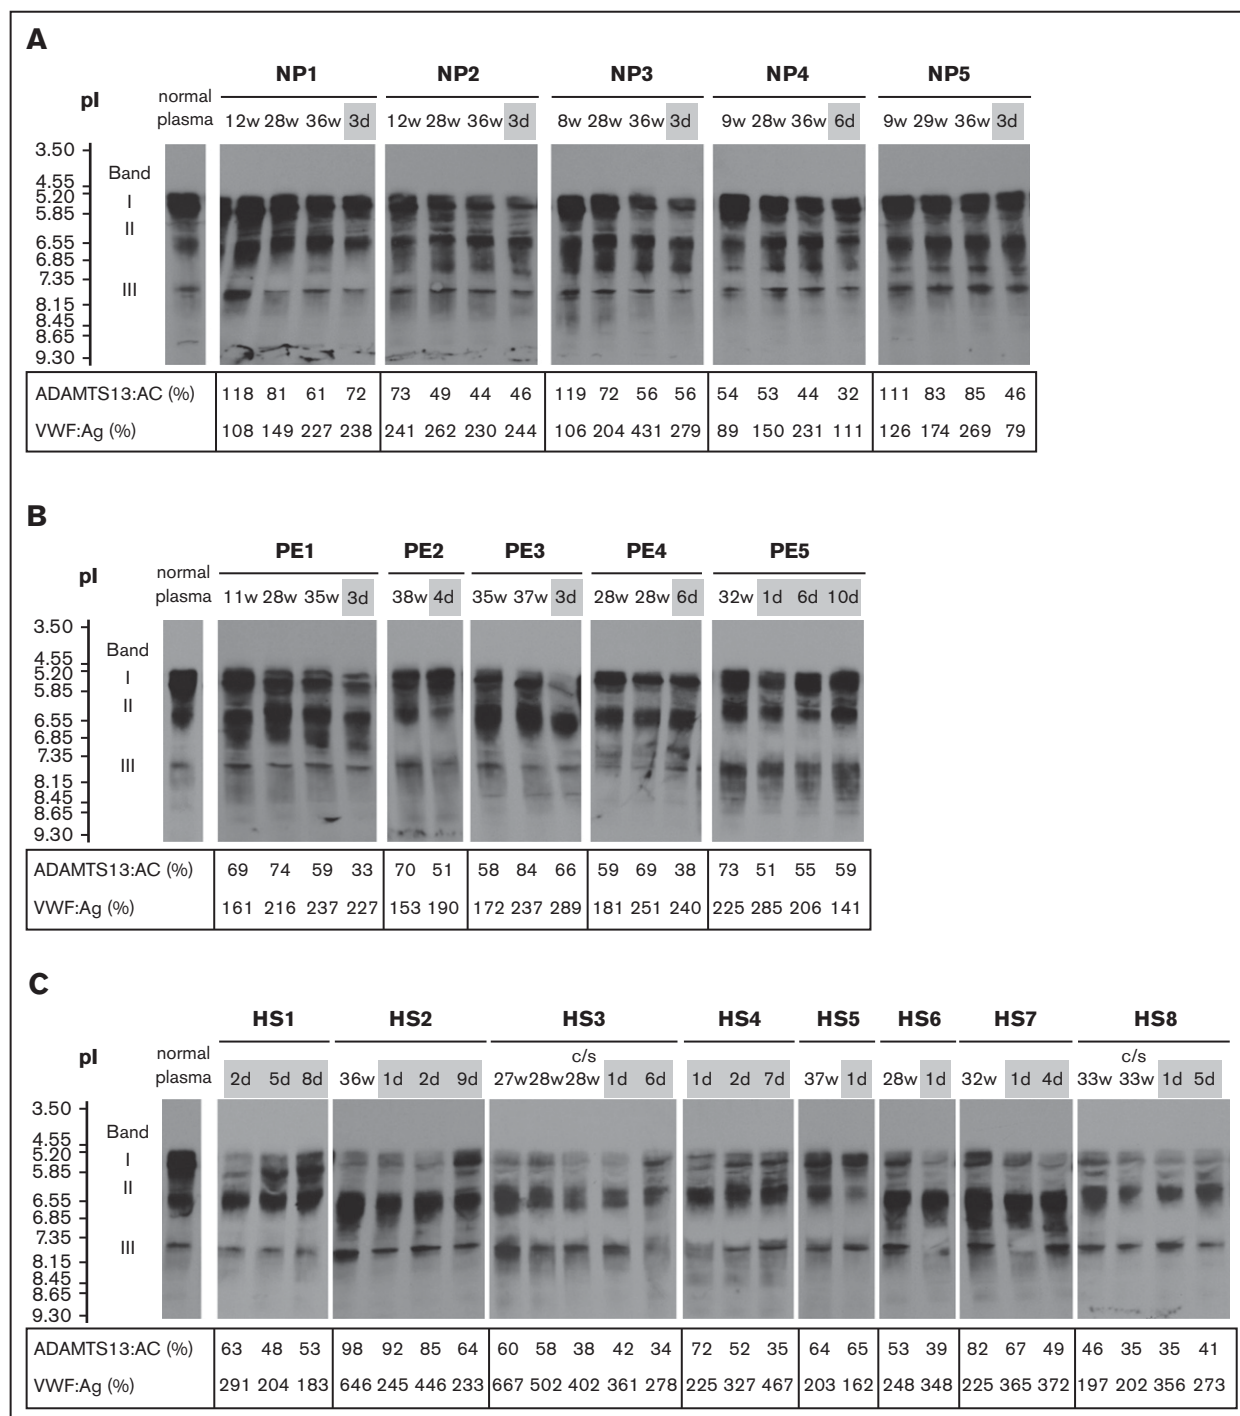 A
NP1 NP2 NP3 NP4 NP5
pI normal
plasma 12w 28w 36w 3d 12w 28w 36w 3d 8w 28w 36w 3d 9w 28w 36w 6d 9w 29w 36w 3d
3.50
Band
4.55
5.20 I
5.85
II
6.55
6.85
7.35
III
8.15
8.45
8.65
9.30
ADAMTS13:AC (%) 118 81 61 72 73 49 44 46 119 72 56 56 54 53 44 32 111 83 85 46
VWF:Ag (%) 108 149 227 238 241 262 230 244 106 204 431 279 89 150 231 111 126 174 269 79
B
PE1 PE2 PE3 PE4 PE5
pI normal
plasma 11w 28w 35w 3d 38w 4d 35w 37w 3d 28w 28w 6d 32w 1d 6d 10d
3.50
Band
4.55
5.20 I
5.85
II
6.55
6.85
7.35
III
8.15
8.45
8.65
9.30
ADAMTS13:AC (%) 69 74 59 33 70 51 58 84 66 59 69 38 73 51 55 59
VWF:Ag (%) 161 216 237 227 153 190 172 237 289 181 251 240 225 285 206 141
C
HS1 HS2 HS3 HS4 HS5 HS6 HS7 HS8
pI normal c/s c/s
plasma 2d 5d 8d 36w 1d 2d 9d 27w 28w 28w 1d 6d 1d 2d 7d 37w 1d 28w 1d 32w 1d 4d 33w 33w 1d 5d
3.50
Band
4.55
5.20 I
5.85
II
6.55
6.85
7.35
III
8.15
8.45
8.65
9.30
ADAMTS13:AC (%) 63 48 53 98 92 85 64 60 58 38 42 34 72 52 35 64 65 53 39 82 67 49 46 35 35 41
VWF:Ag (%) 291 204 183 646 245 446 233 667 502 402 361 278 225 327 467 203 162 248 348 225 365 372 197 202 356 273